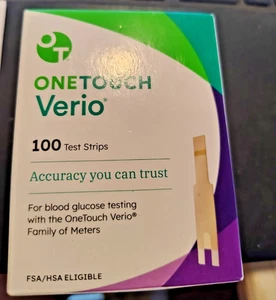 OT
ONETOUCH
Verio®
100 Test Strips
Accuracy you can trust
For blood glucose testing
with the OneTouch Verio®
Family of Meters
FSA/HSA ELIGIBLE